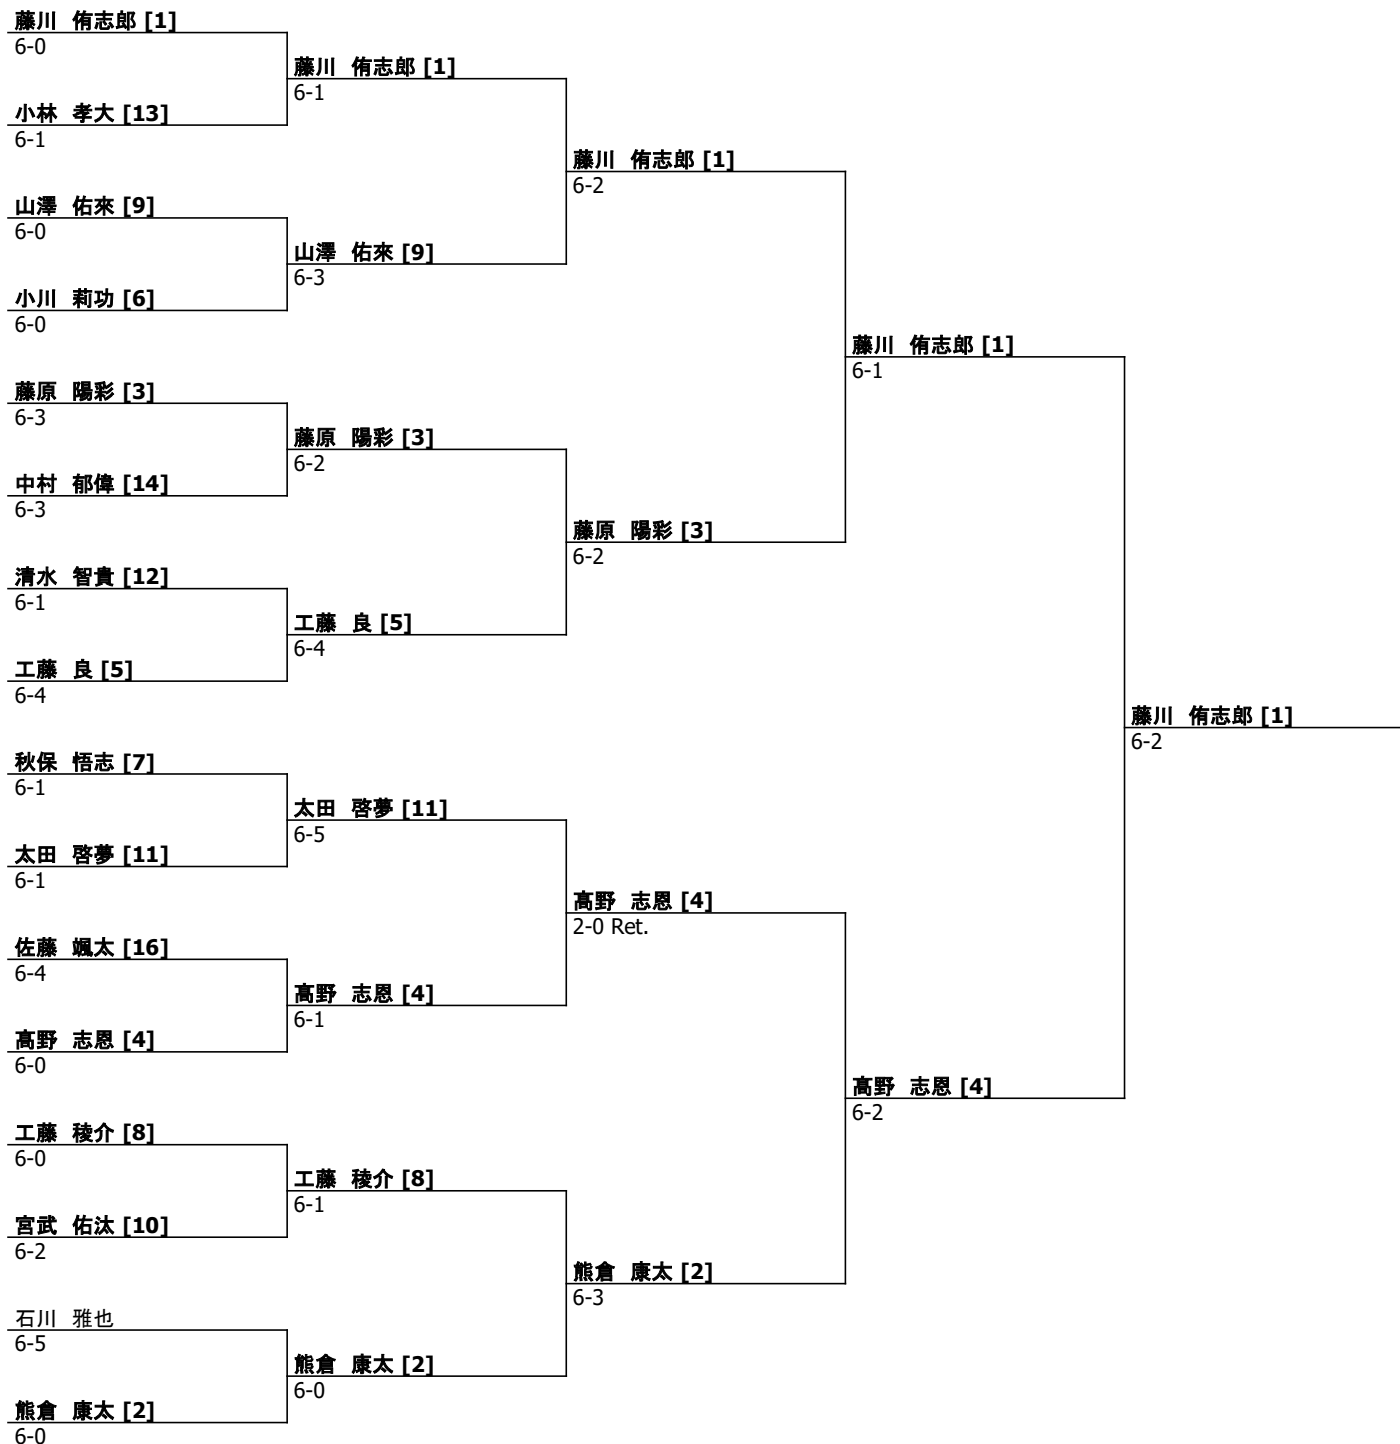 藤川　侑志郎 [1]
6-0
藤川　侑志郎 [1]
6-1
小林　孝大 [13]
6-1
藤川　侑志郎 [1]
6-2
山澤　佑來 [9]
6-0
山澤　佑來 [9]
6-3
小川　莉功 [6]
6-0
藤川　侑志郎 [1]
6-1
藤原　陽彩 [3]
6-3
藤原　陽彩 [3]
6-2
中村　郁偉 [14]
6-3
藤原　陽彩 [3]
6-2
清水　智貴 [12]
6-1
工藤　良 [5]
6-4
工藤　良 [5]
6-4
藤川　侑志郎 [1]
6-2
秋保　悟志 [7]
6-1
太田　啓夢 [11]
6-5
太田　啓夢 [11]
6-1
髙野　志恩 [4]
2-0 Ret.
佐藤　颯太 [16]
6-4
髙野　志恩 [4]
6-1
髙野　志恩 [4]
6-0
髙野　志恩 [4]
6-2
工藤　稜介 [8]
6-0
工藤　稜介 [8]
6-1
宮武　佑汰 [10]
6-2
熊倉　康太 [2]
6-3
石川　雅也
6-5
熊倉　康太 [2]
6-0
熊倉　康太 [2]
6-0